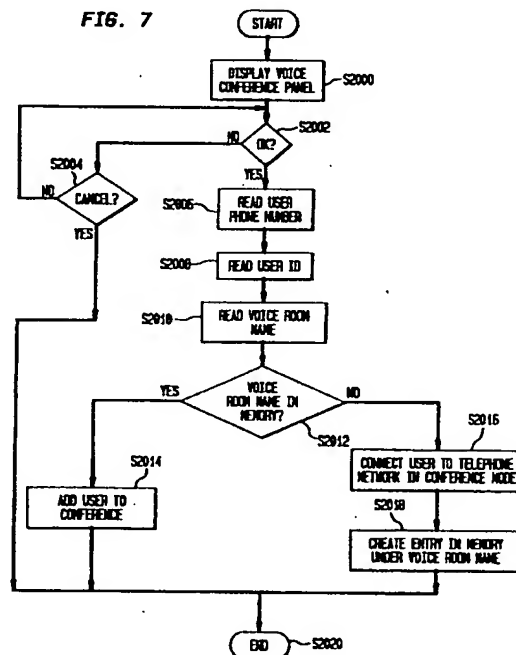 FIG. 7
START
DISPLAY VOICE
CONFERENCE PANEL
S2000
S2002
OK?
NO
YES
S2004
CANCEL?
NO
YES
S2006
READ USER
PHONE NUMBER
S2008
READ USER ID
S2010
READ VOICE ROOM
NAME
VOICE
ROOM NAME IN
MEMORY?
YES
NO
S2012
S2014
ADD USER TO
CONFERENCE
S2016
CONNECT USER TO TELEPHONE
NETWORK IN CONFERENCE MODE
S2018
CREATE ENTRY IN MEMORY
UNDER VOICE ROOM NAME
END
S2020